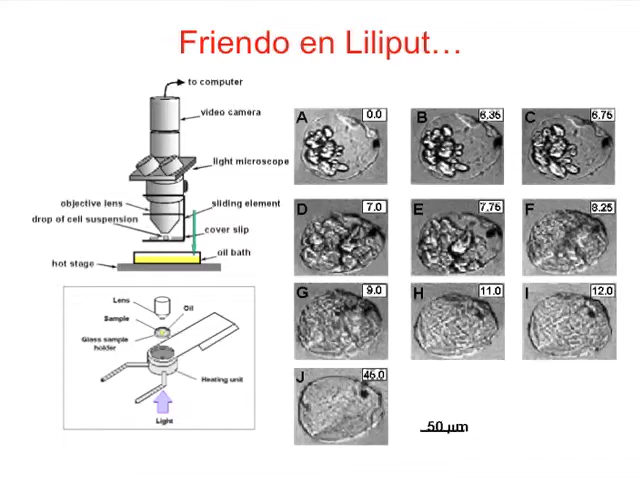 Friendo en Liliput...
to computer
video camera
light microscope
objective lens
sliding element
drop of cell suspension
cover slip
oil bath
hot stage
Lens
Oil
Sample
Glass sample
holder
Heating unit
Light
A 0.0
B 6.35
C 6.75
D 7.0
E 7.75
F 8.25
G 9.0
H 11.0
I 12.0
J 45.0
50 µm